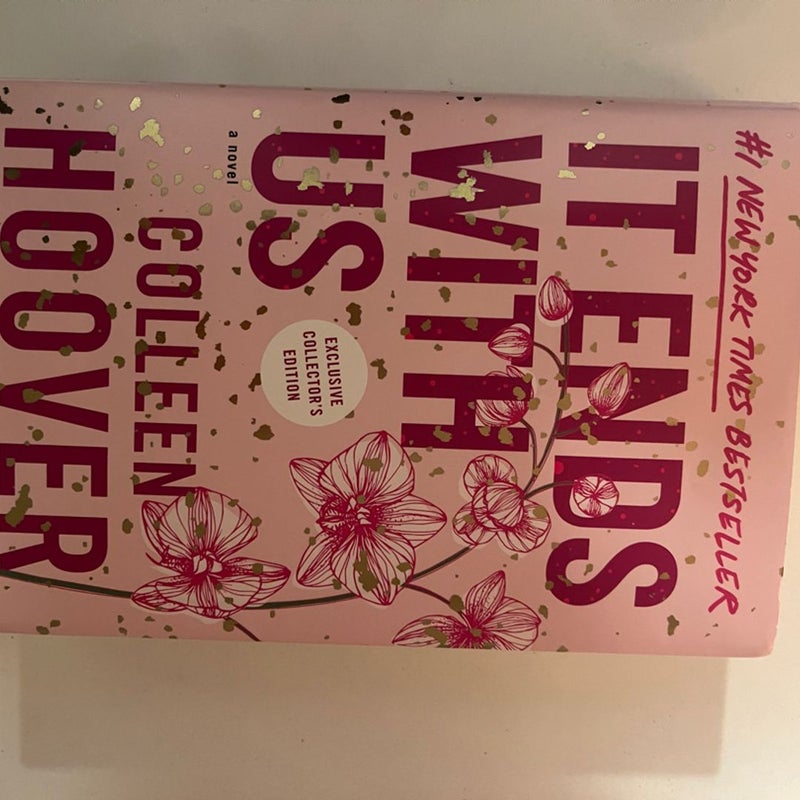 #1 NEW YORK TIMES BESTSELLER
IT ENDS
WITH
US
a novel
EXCLUSIVE
COLLECTOR'S
EDITION
COLLEEN
HOOVER